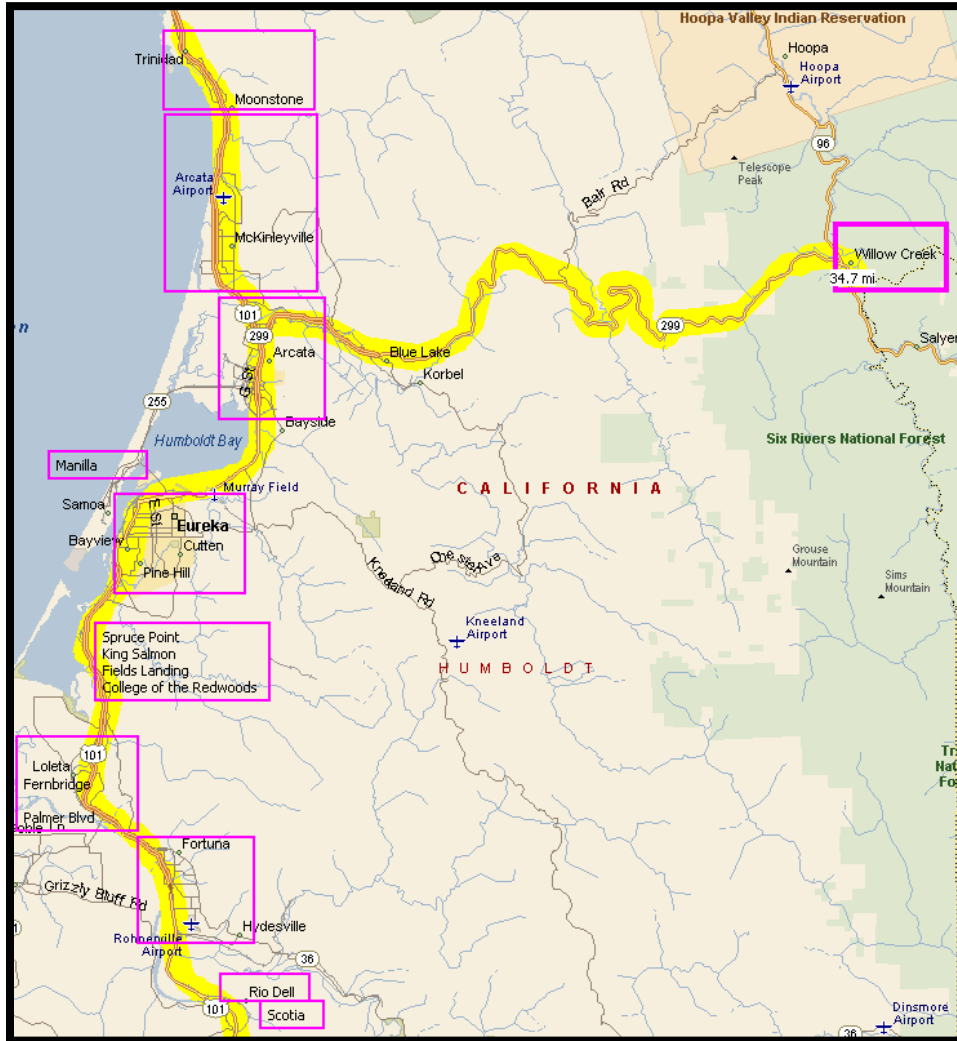 Hoopa Valley Indian Reservation
Trinidad
Hoopa
Hoopa
Airport
Moonstone
96
Telescope
Peak
Arcata
Airport
Bair Rd
McKinleyville
Willow Creek
34.7 mi
101
299
299
Salyer
n
Arcata
Blue Lake
G St
Korbel
255
Bayside
Humboldt Bay
Six Rivers National Forest
Manilla
Murray Field
CALIFORNIA
Samoa
E St
Eureka
Bayview
Cutten
Pine Hill
Grouse
Mountain
Sims
Mountain
Kneeland Rd
Kneeland
Airport
Spruce Point
King Salmon
Fields Landing
College of the Redwoods
HUMBOLDT
101
Loleta
Fernbridge
Palmer Blvd
Fortuna
Grizzly Bluff Rd
Hydesville
Rohnerville
Airport
36
Rio Dell
101
Scotia
Dinsmore
Airport
36